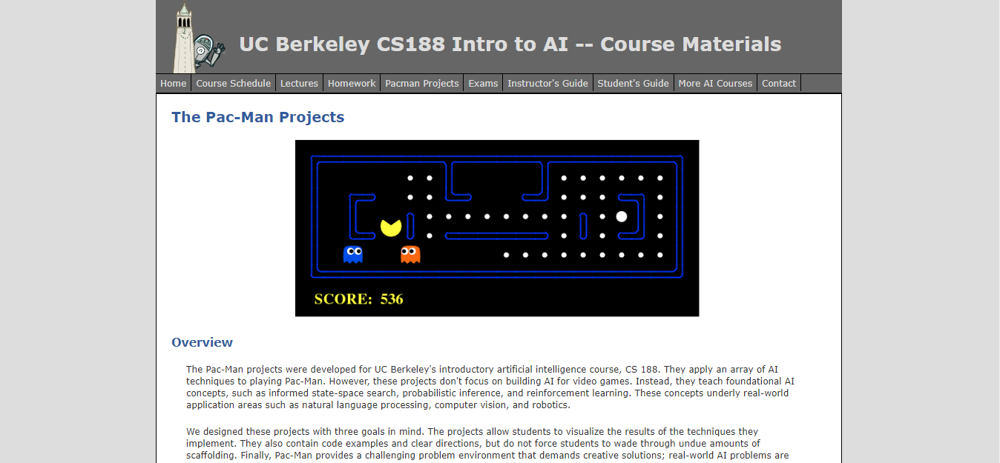 UC Berkeley CS188 Intro to AI -- Course Materials
Home Course Schedule Lectures Homework Pacman Projects Exams Instructor's Guide Student's Guide More AI Courses Contact
The Pac-Man Projects
SCORE: 536
Overview
The Pac-Man projects were developed for UC Berkeley's introductory artificial intelligence course, CS 188. They apply an array of AI
techniques to playing Pac-Man. However, these projects don't focus on building AI for video games. Instead, they teach foundational AI
concepts, such as informed state-space search, probabilistic inference, and reinforcement learning. These concepts underly real-world
application areas such as natural language processing, computer vision, and robotics.
We designed these projects with three goals in mind. The projects allow students to visualize the results of the techniques they
implement. They also contain code examples and clear directions, but do not force students to wade through undue amounts of
scaffolding. Finally, Pac-Man provides a challenging problem environment that demands creative solutions; real-world AI problems are